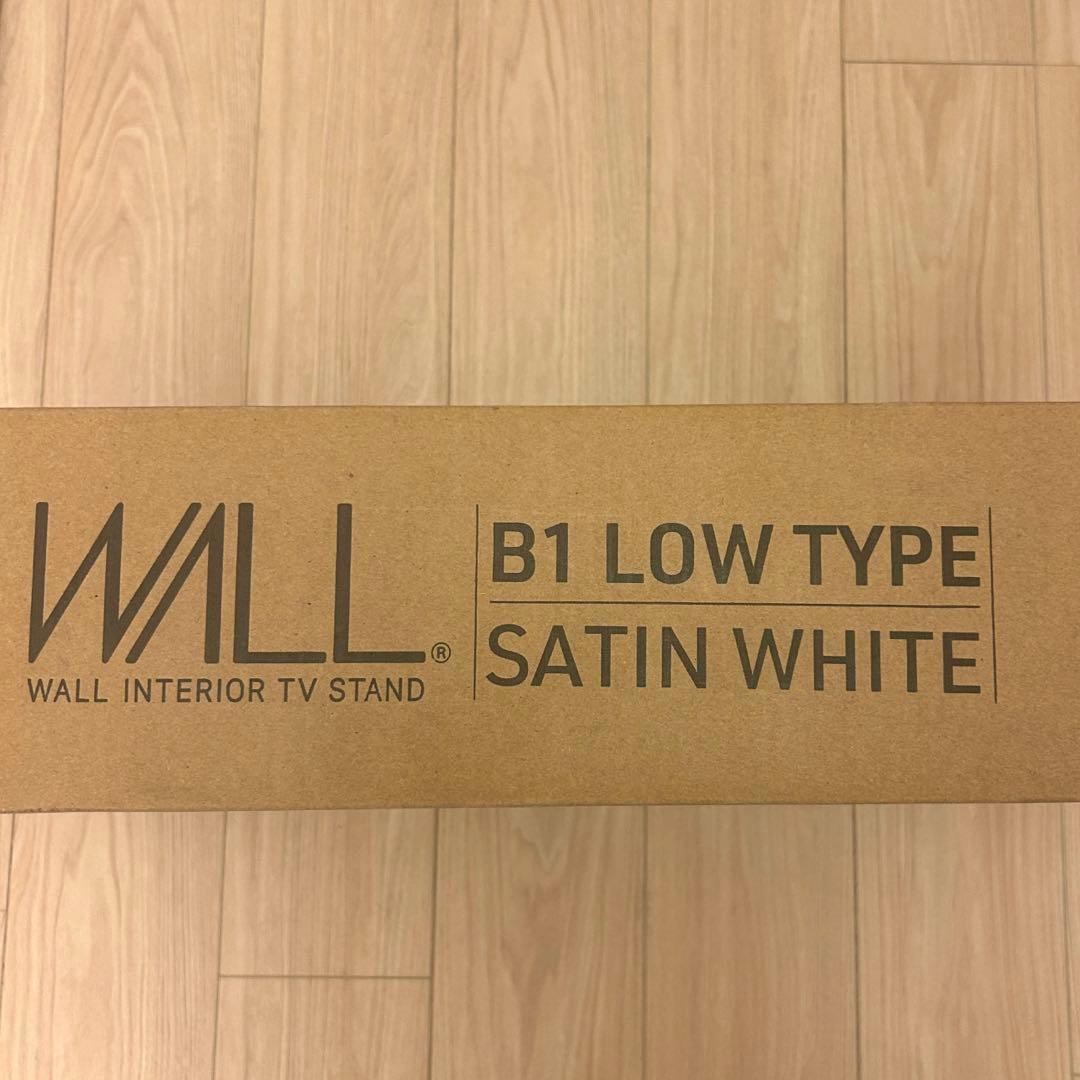 WALL®
WALL INTERIOR TV STAND
B1 LOW TYPE
SATIN WHITE